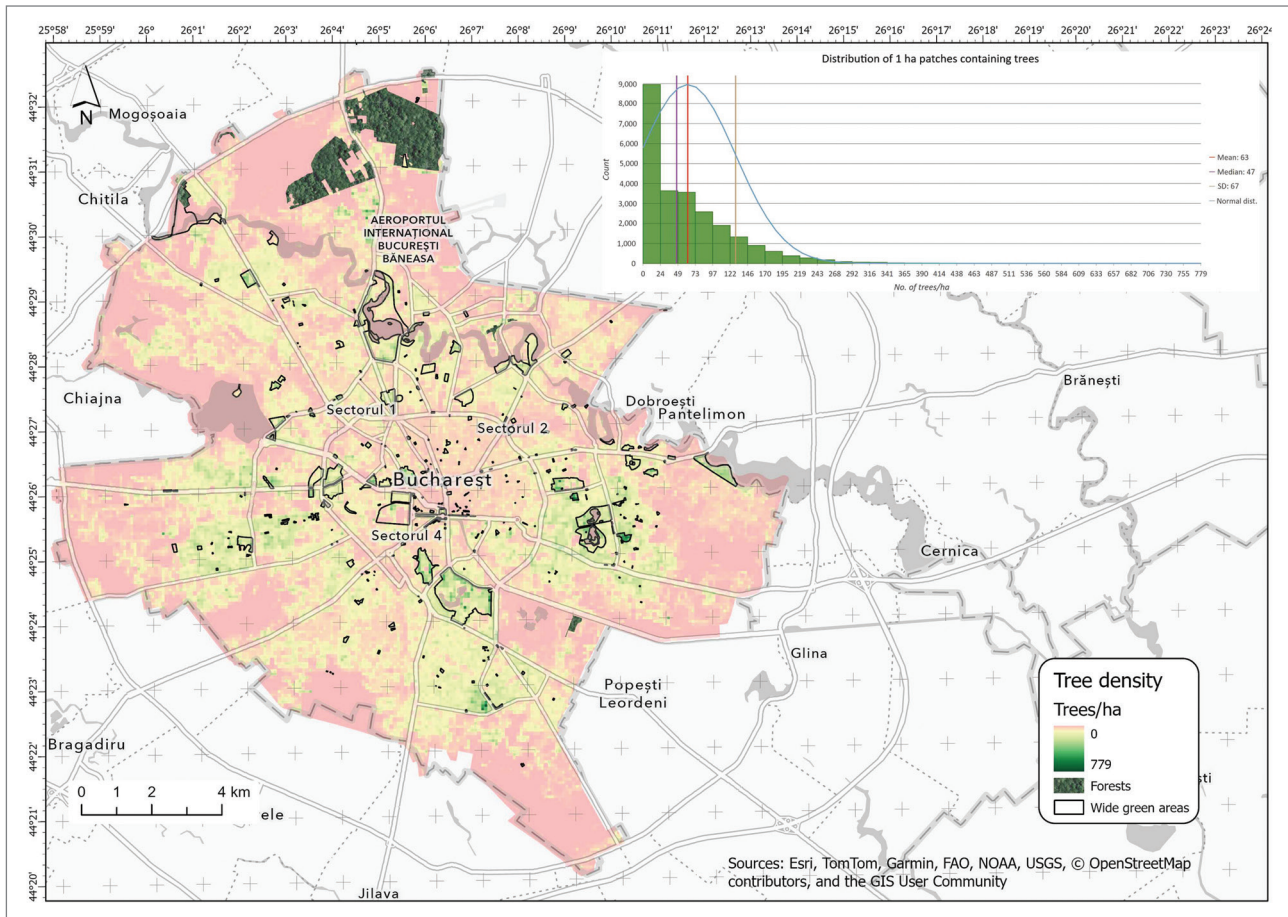 25°58' 25°59' 26° 26°1' 26°2' 26°3' 26°4' 26°5' 26°6' 26°7' 26°8' 26°9' 26°10' 26°11' 26°12' 26°13' 26°14' 26°15' 26°16' 26°17' 26°18' 26°19' 26°20' 26°21' 26°22' 26°23' 26°24'
44°32'
44°31'
44°30'
44°29'
44°28'
44°27'
44°26'
44°25'
44°24'
44°23'
44°22'
44°21'
44°20'
N
Mogoșoaia
Chitila
AEROPORTUL
INTERNAȚIONAL
BUCUREȘTI
BĂNEASA
Chiajna
Sectorul 1
Sectorul 2
Dobroești
Pantelimon
Brănești
Bucharest
Sectorul 4
Cernica
Glina
Popești
Leordeni
Bragadiru
ele
Jilava
0 1 2 4 km
Distribution of 1 ha patches containing trees
9,000
8,000
7,000
6,000
5,000
4,000
3,000
2,000
1,000
0
Count
0 24 49 73 97 122 146 170 195 219 243 268 292 316 341 365 390 414 438 463 487 511 536 560 584 609 633 657 682 706 730 755 779
No. of trees/ha
Mean: 63
Median: 47
SD: 67
Normal dist.
Tree density
Trees/ha
0
779
Forests
Wide green areas
ști
Sources: Esri, TomTom, Garmin, FAO, NOAA, USGS, © OpenStreetMap
contributors, and the GIS User Community